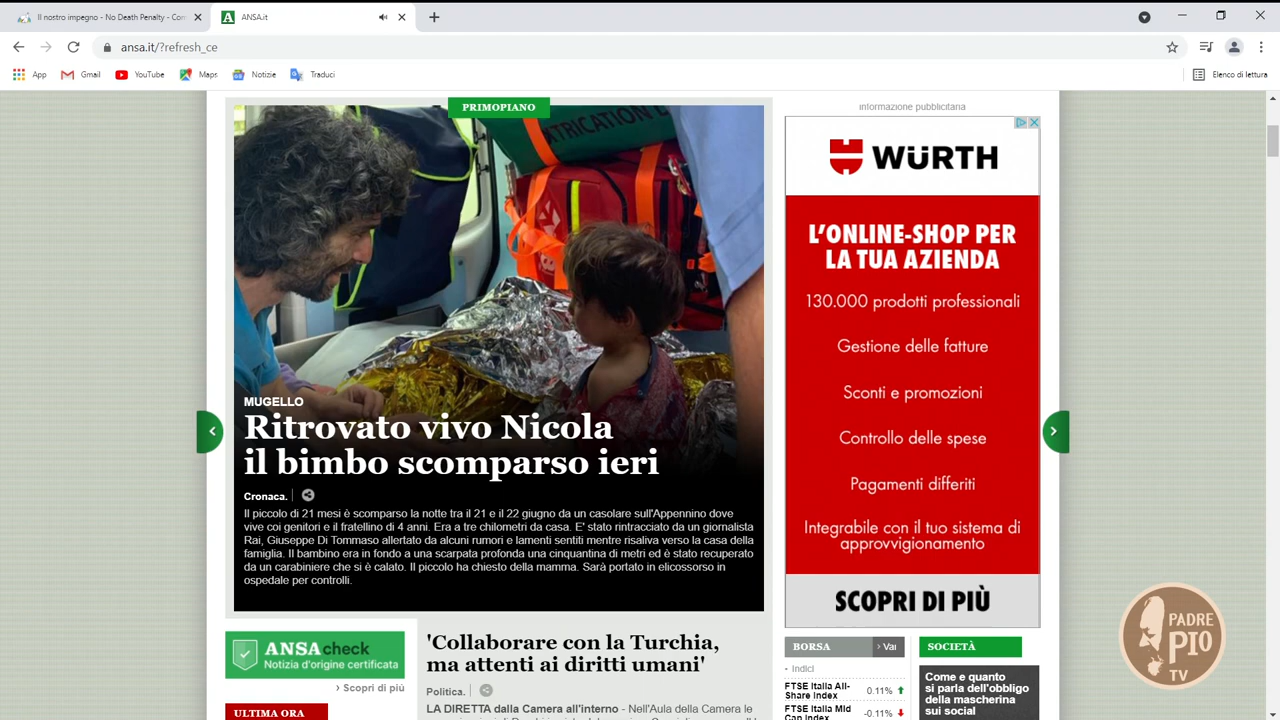 Il nostro impegno - No Death Penalty - Com
ANSA.it
ansa.it/?refresh_ce
App
Gmail
YouTube
Maps
Notizie
Traduci
Elenco di lettura
PRIMOPIANO
MUGELLO
Ritrovato vivo Nicola
il bimbo scomparso ieri
Cronaca.
Il piccolo di 21 mesi è scomparso la notte tra il 21 e il 22 giugno da un casolare sull'Appennino dove
vive coi genitori e il fratellino di 4 anni. Era a tre chilometri da casa. E' stato rintracciato da un giornalista
Rai, Giuseppe Di Tommaso allertato da alcuni rumori e lamenti sentiti mentre risaliva verso la casa della
famiglia. Il bambino era in fondo a una scarpata profonda una cinquantina di metri ed è stato recuperato
da un carabiniere che si è calato. Il piccolo ha chiesto della mamma. Sarà portato in elicossorso in
ospedale per controlli.
informazione pubblicitaria
WÜRTH
L'ONLINE-SHOP PER
LA TUA AZIENDA
130.000 prodotti professionali
Gestione delle fatture
Sconti e promozioni
Controllo delle spese
Pagamenti differiti
Integrabile con il tuo sistema di
approvvigionamento
SCOPRI DI PIÙ
ANSAcheck
Notizia d'origine certificata
› Scopri di più
ULTIMA ORA
'Collaborare con la Turchia,
ma attenti ai diritti umani'
Politica.
LA DIRETTA dalla Camera all'interno - Nell'Aula della Camera le
BORSA
› Vai
• Indici
FTSE Italia All-
Share Index
0.11%
FTSE Italia Mid
Cap Index
-0.11%
SOCIETÀ
Come e quanto
si parla dell'obbligo
della mascherina
sui social
PADRE
PIO
TV